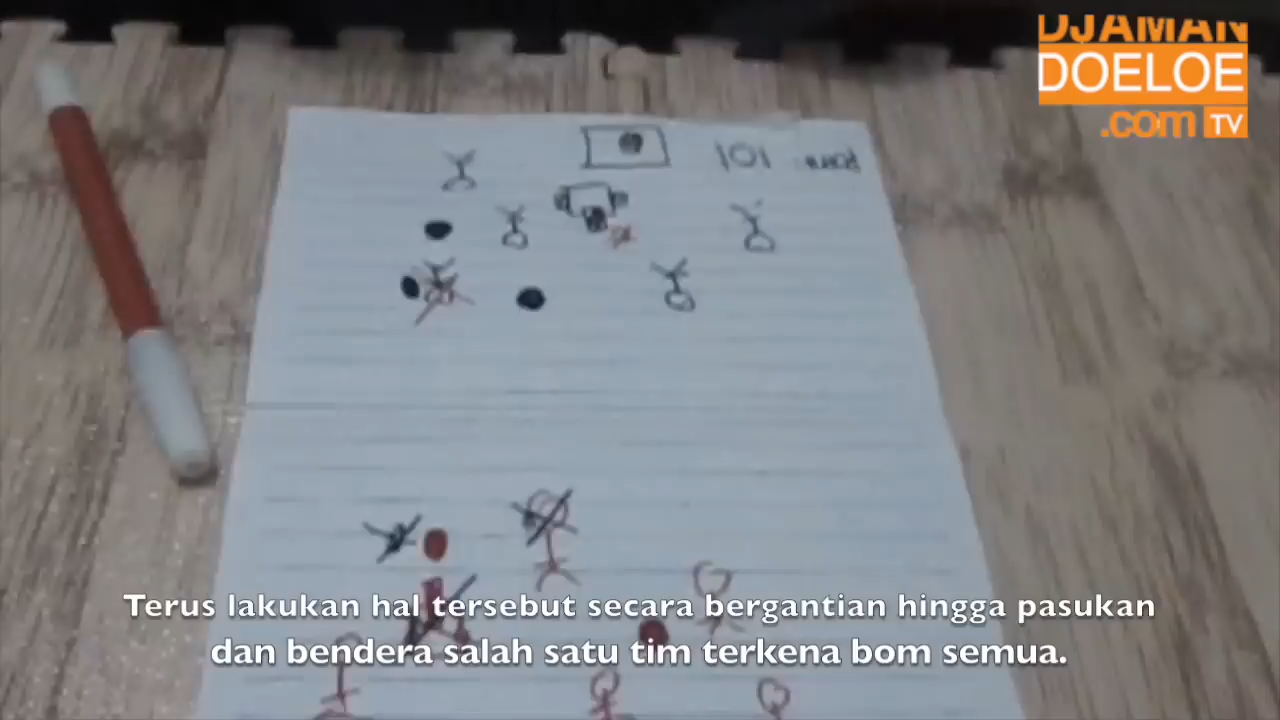 DJAMAN
DOELOE
.com TV
101
Terus lakukan hal tersebut secara bergantian hingga pasukan
dan bendera salah satu tim terkena bom semua.